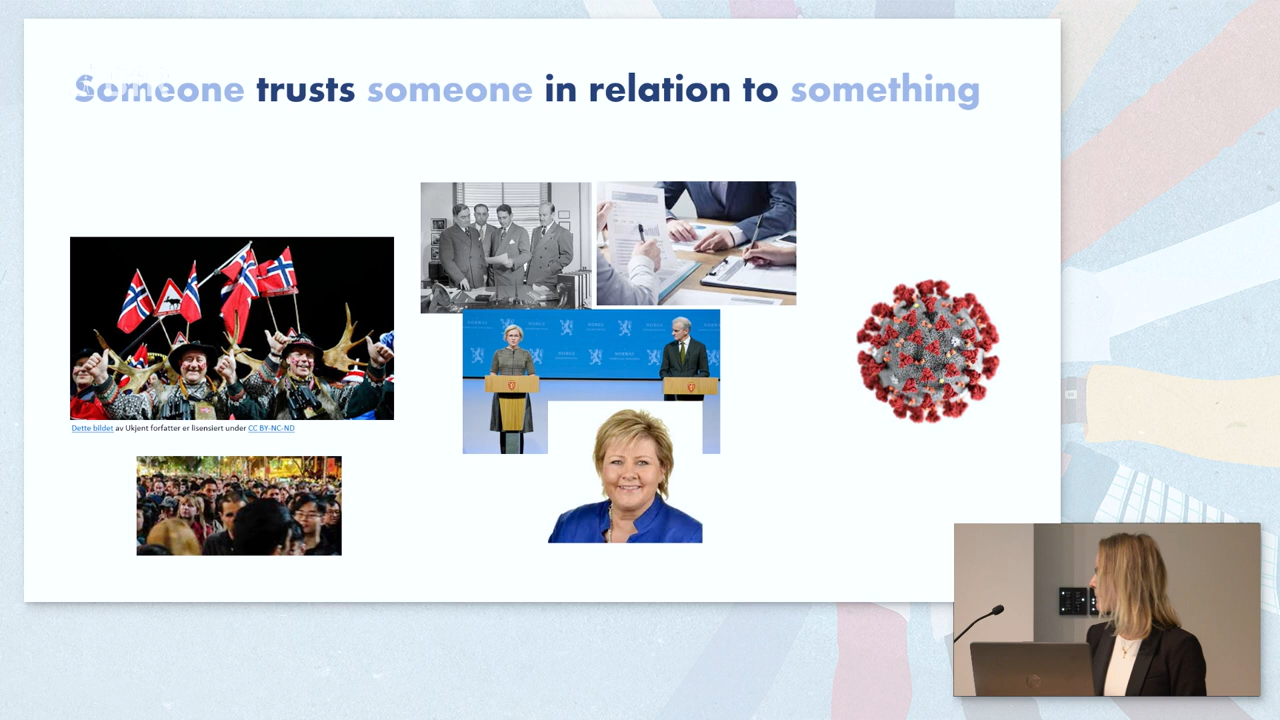 Someone trusts someone in relation to something
Dette bildet av Ukjent forfatter er lisensiert under CC BY-NC-ND